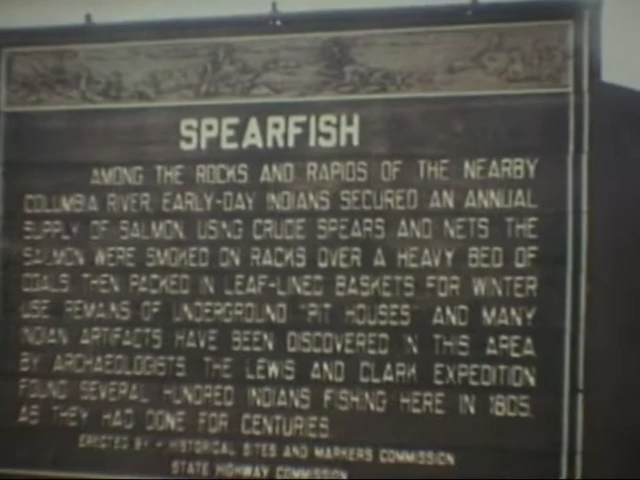 SPEARFISH
AMONG THE ROCKS AND RAPIDS OF THE NEARBY
COLUMBIA RIVER, EARLY-DAY INDIANS SECURED AN ANNUAL
SUPPLY OF SALMON, USING CRUDE SPEARS AND NETS. THE
SALMON WERE SMOKED ON RACKS OVER A HEAVY BED OF
COALS, THEN PACKED IN LEAF-LINED BASKETS FOR WINTER
USE. REMAINS OF UNDERGROUND "PIT HOUSES" AND MANY
INDIAN ARTIFACTS HAVE BEEN DISCOVERED IN THIS AREA
BY ARCHAEOLOGISTS. THE LEWIS AND CLARK EXPEDITION
FOUND SEVERAL HUNDRED INDIANS FISHING HERE IN 1805,
AS THEY HAD DONE FOR CENTURIES.
ERECTED BY - HISTORICAL SITES AND MARKERS COMMISSION
STATE HIGHWAY COMMISSION